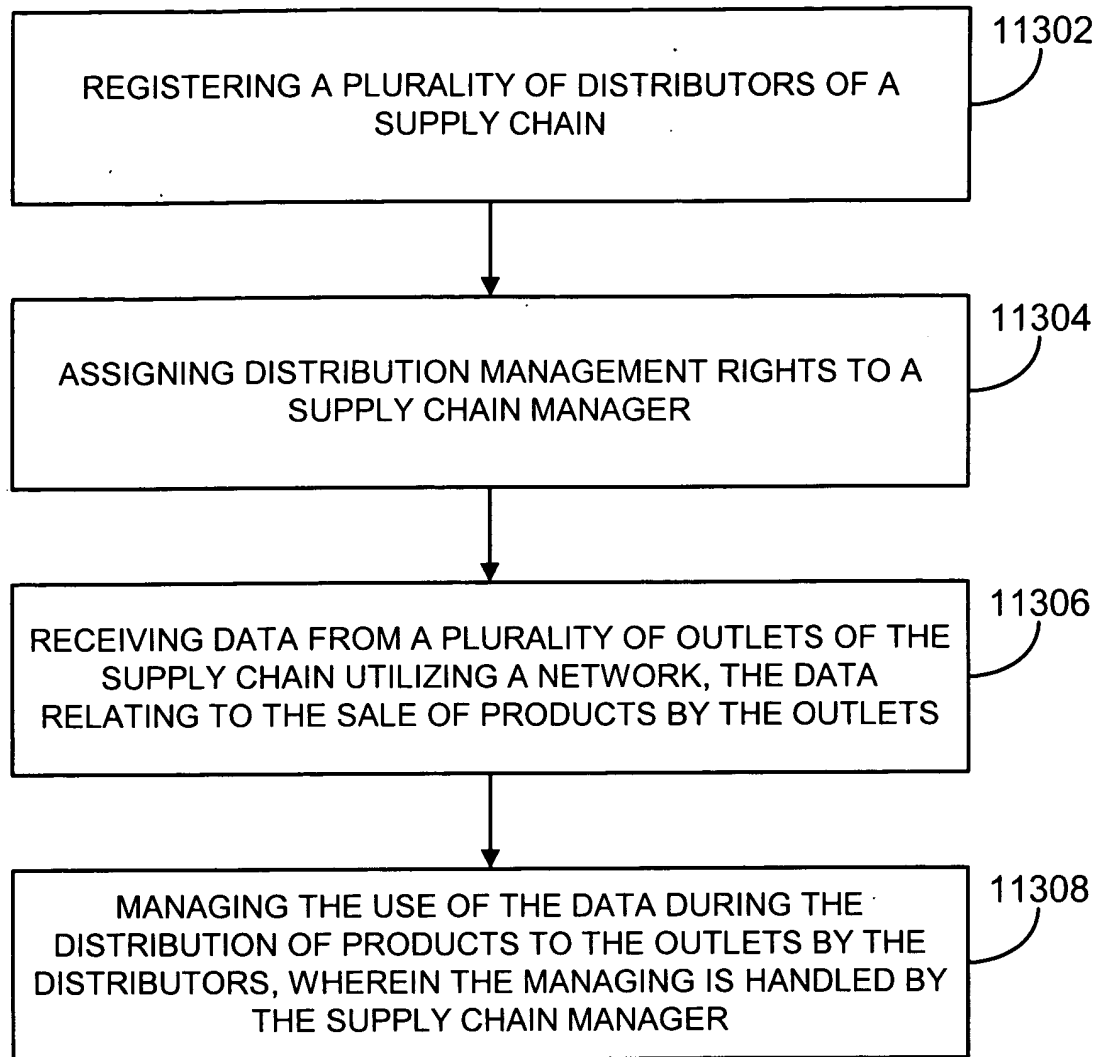 11302
REGISTERING A PLURALITY OF DISTRIBUTORS OF A
SUPPLY CHAIN
11304
ASSIGNING DISTRIBUTION MANAGEMENT RIGHTS TO A
SUPPLY CHAIN MANAGER
11306
RECEIVING DATA FROM A PLURALITY OF OUTLETS OF THE
SUPPLY CHAIN UTILIZING A NETWORK, THE DATA
RELATING TO THE SALE OF PRODUCTS BY THE OUTLETS
11308
MANAGING THE USE OF THE DATA DURING THE
DISTRIBUTION OF PRODUCTS TO THE OUTLETS BY THE
DISTRIBUTORS, WHEREIN THE MANAGING IS HANDLED BY
THE SUPPLY CHAIN MANAGER